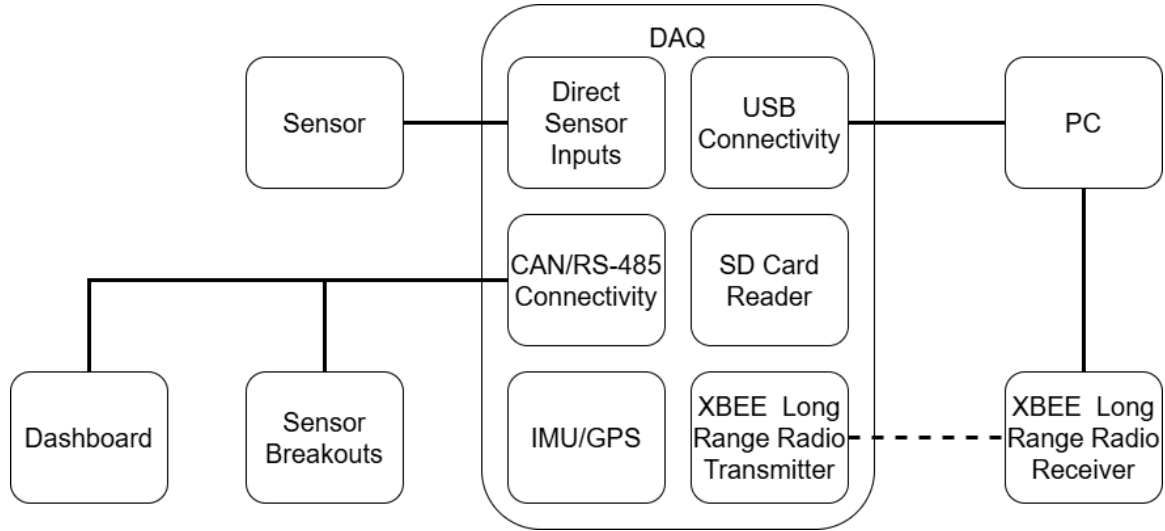 DAQ
Sensor
Direct
Sensor
Inputs
USB
Connectivity
PC
CAN/RS-485
Connectivity
SD Card
Reader
Dashboard
Sensor
Breakouts
IMU/GPS
XBEE Long
Range Radio
Transmitter
XBEE Long
Range Radio
Receiver